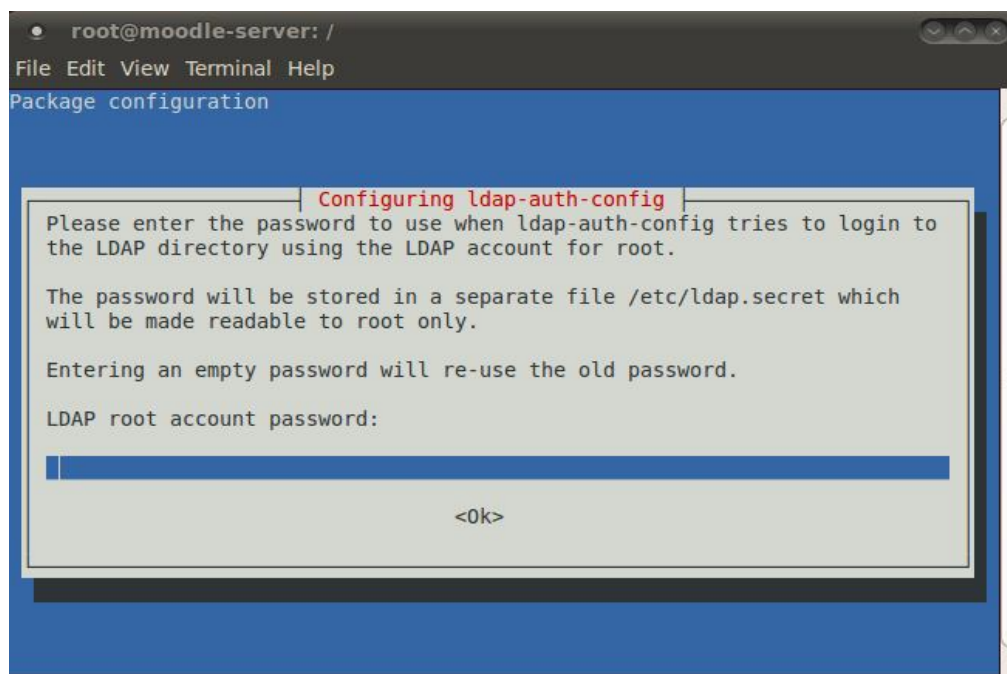 root@moodle-server: /
File Edit View Terminal Help
Package configuration
Configuring ldap-auth-config
Please enter the password to use when ldap-auth-config tries to login to
the LDAP directory using the LDAP account for root.
The password will be stored in a separate file /etc/ldap.secret which
will be made readable to root only.
Entering an empty password will re-use the old password.
LDAP root account password:
<Ok>